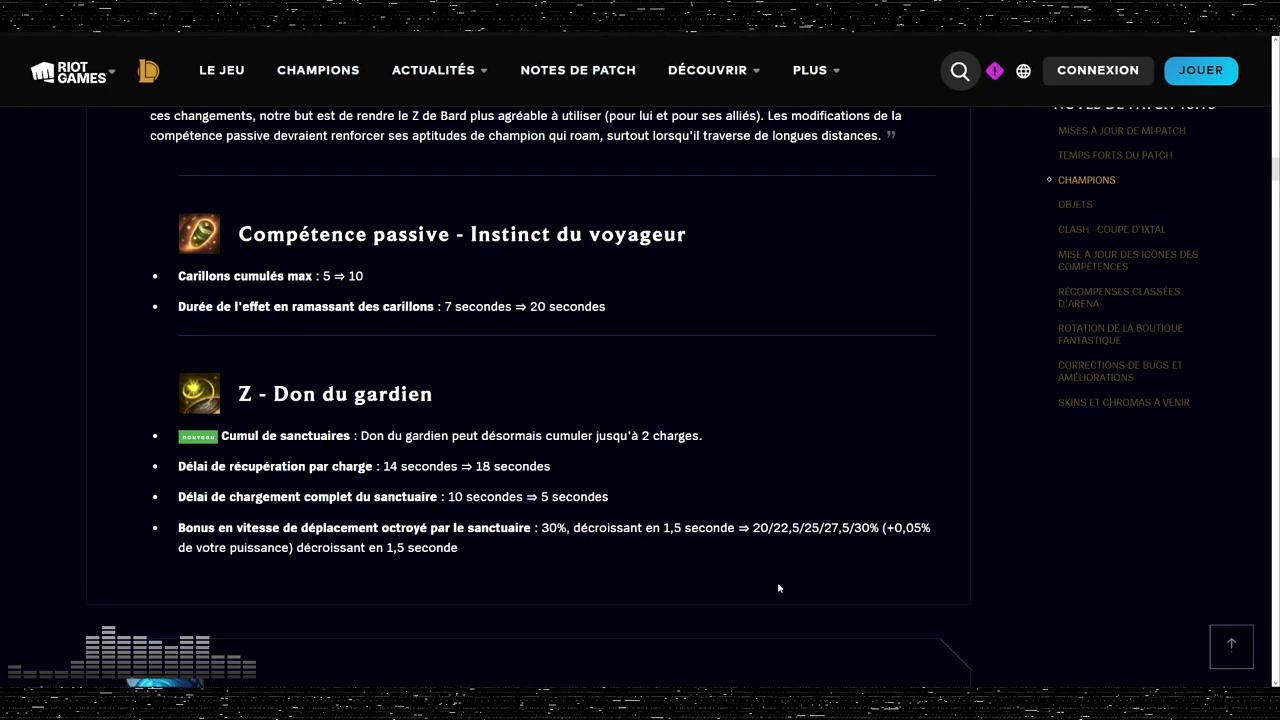 RIOT GAMES
LE JEU
CHAMPIONS
ACTUALITÉS
NOTES DE PATCH
DÉCOUVRIR
PLUS
CONNEXION
JOUER
ces changements, notre but est de rendre le Z de Bard plus agréable à utiliser (pour lui et pour ses alliés). Les modifications de la
compétence passive devraient renforcer ses aptitudes de champion qui roam, surtout lorsqu'il traverse de longues distances. ”
Compétence passive - Instinct du voyageur
• Carillons cumulés max : 5 ⇒ 10
• Durée de l'effet en ramassant des carillons : 7 secondes ⇒ 20 secondes
Z - Don du gardien
• nouveau Cumul de sanctuaires : Don du gardien peut désormais cumuler jusqu'à 2 charges.
• Délai de récupération par charge : 14 secondes ⇒ 18 secondes
• Délai de chargement complet du sanctuaire : 10 secondes ⇒ 5 secondes
• Bonus en vitesse de déplacement octroyé par le sanctuaire : 30%, décroissant en 1,5 seconde ⇒ 20/22,5/25/27,5/30% (+0,05%
de votre puissance) décroissant en 1,5 seconde
NOTES DE PATCH
MISES À JOUR DE MI-PATCH
TEMPS FORTS DU PATCH
CHAMPIONS
OBJETS
CLASH - COUPE D'IXTAL
MISE À JOUR DES ICÔNES DES
COMPÉTENCES
RÉCOMPENSES CLASSÉES
D'ARENA
ROTATION DE LA BOUTIQUE
FANTASTIQUE
CORRECTIONS DE BUGS ET
AMÉLIORATIONS
SKINS ET CHROMAS À VENIR